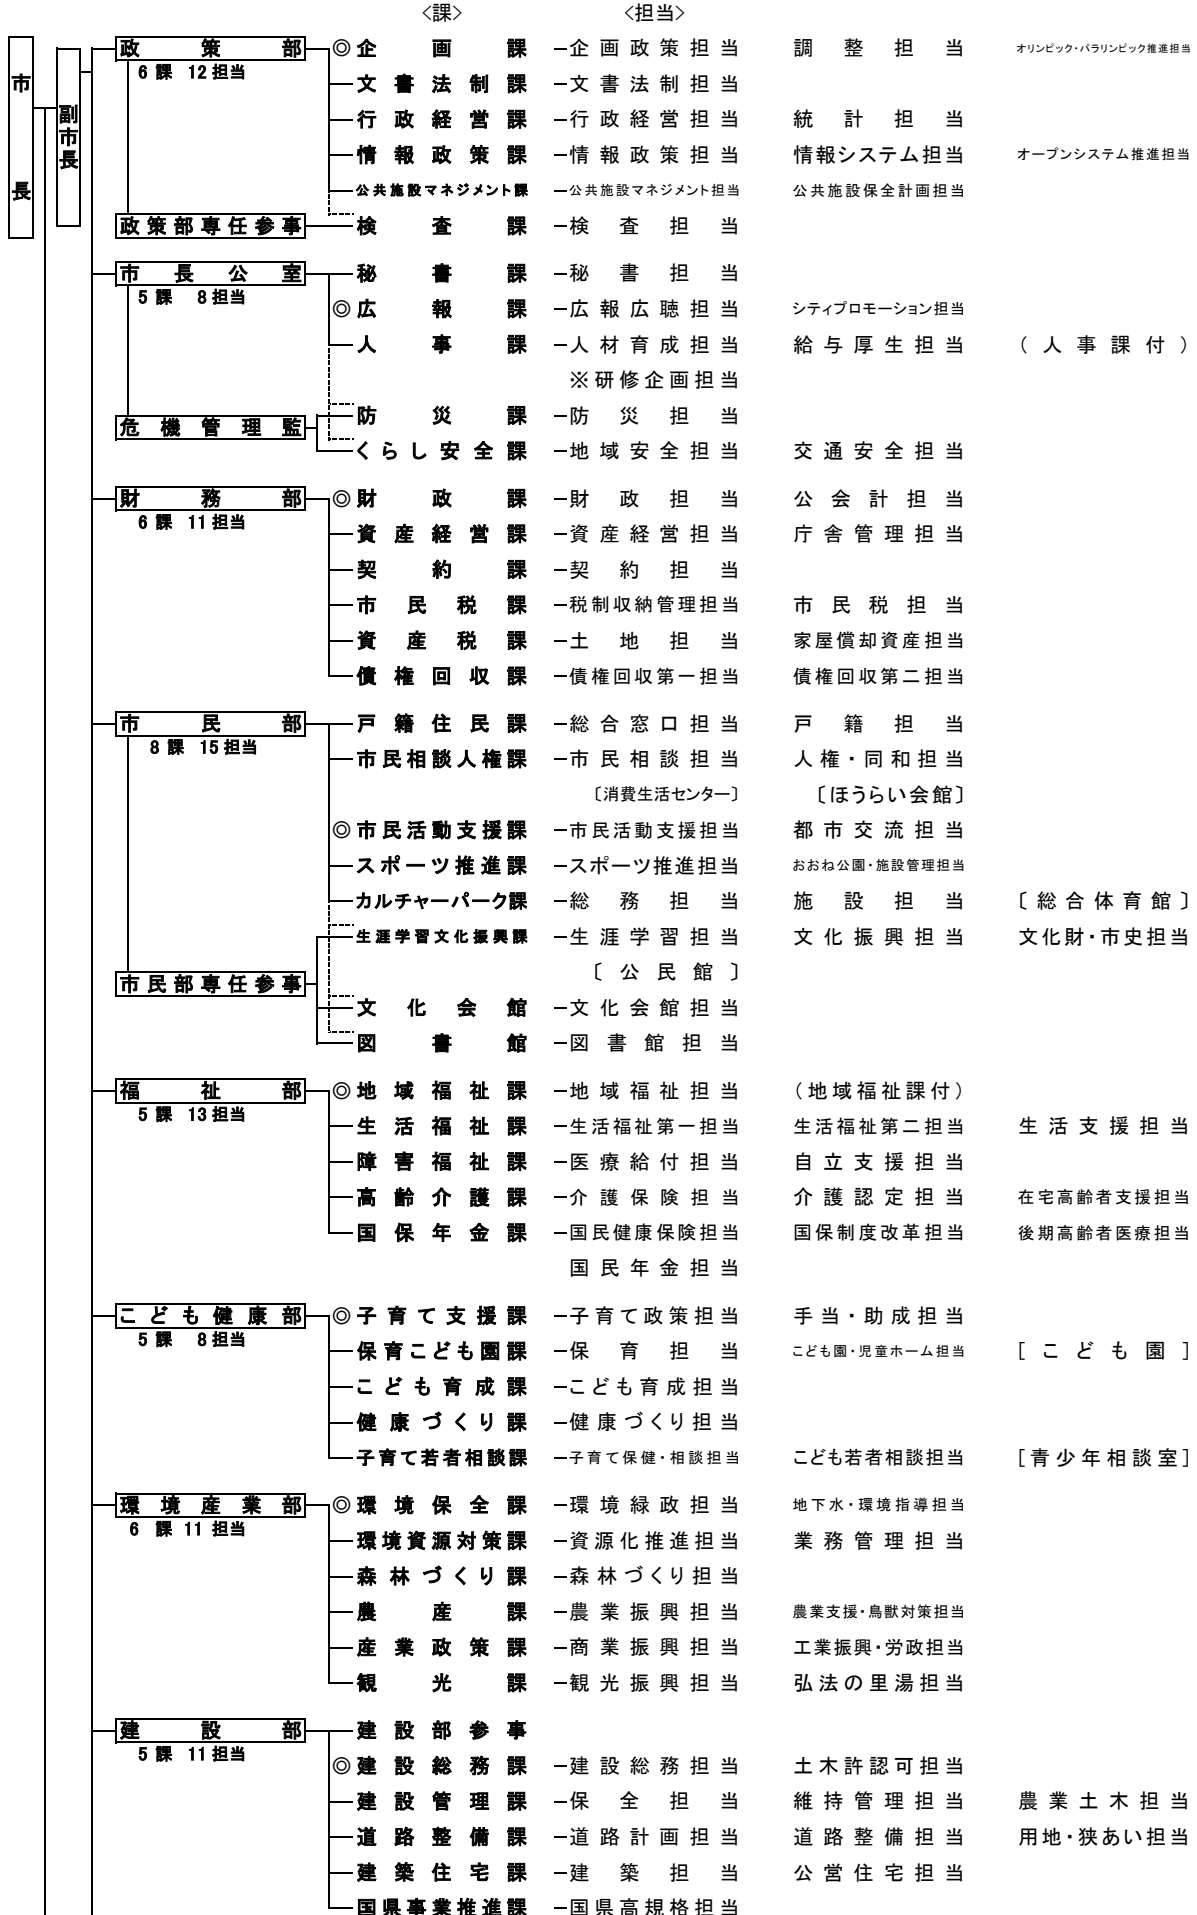 〈課〉 〈担当〉
市長
副市長
政策部 ◎企画課 企画政策担当 調整担当 オリンピック・パラリンピック推進担当
6課 12担当 文書法制課 文書法制担当
行政経営課 行政経営担当 統計担当
情報政策課 情報政策担当 情報システム担当 オープンシステム推進担当
公共施設マネジメント課 公共施設マネジメント担当 公共施設保全計画担当
政策部専任参事 検査課 検査担当
市長公室 秘書課 秘書担当
5課 8担当 ◎広報課 広報広聴担当 シティプロモーション担当
人事課 人材育成担当 給与厚生担当 (人事課付)
※研修企画担当
危機管理監 防災課 防災担当
くらし安全課 地域安全担当 交通安全担当
財務部 ◎財政課 財政担当 公会計担当
6課 11担当 資産経営課 資産経営担当 庁舎管理担当
契約課 契約担当
市民税課 税制収納管理担当 市民税担当
資産税課 土地担当 家屋償却資産担当
債権回収課 債権回収第一担当 債権回収第二担当
市民部 戸籍住民課 総合窓口担当 戸籍担当
8課 15担当 市民相談人権課 市民相談担当 人権・同和担当
〔消費生活センター〕 〔ほうらい会館〕
◎市民活動支援課 市民活動支援担当 都市交流担当
スポーツ推進課 スポーツ推進担当 おおね公園・施設管理担当
カルチャーパーク課 総務担当 施設担当 〔総合体育館〕
生涯学習文化振興課 生涯学習担当 文化振興担当 文化財・市史担当
〔公民館〕
市民部専任参事 文化会館 文化会館担当
図書館 図書館担当
福祉部 ◎地域福祉課 地域福祉担当 (地域福祉課付)
5課 13担当 生活福祉課 生活福祉第一担当 生活福祉第二担当 生活支援担当
障害福祉課 医療給付担当 自立支援担当
高齢介護課 介護保険担当 介護認定担当 在宅高齢者支援担当
国保年金課 国民健康保険担当 国保制度改革担当 後期高齢者医療担当
国民年金担当
こども健康部 ◎子育て支援課 子育て政策担当 手当・助成担当
5課 8担当 保育こども園課 保育担当 こども園・児童ホーム担当 [こども園]
こども育成課 こども育成担当
健康づくり課 健康づくり担当
子育て若者相談課 子育て保健・相談担当 こども若者相談担当 [青少年相談室]
環境産業部 ◎環境保全課 環境緑政担当 地下水・環境指導担当
6課 11担当 環境資源対策課 資源化推進担当 業務管理担当
森林づくり課 森林づくり担当
農産課 農業振興担当 農業支援・鳥獣対策担当
産業政策課 商業振興担当 工業振興・労政担当
観光課 観光振興担当 弘法の里湯担当
建設部 建設部参事
5課 11担当 ◎建設総務課 建設総務担当 土木許認可担当
建設管理課 保全担当 維持管理担当 農業土木担当
道路整備課 道路計画担当 道路整備担当 用地・狭あい担当
建築住宅課 建築担当 公営住宅担当
国県事業推進課 国県高規格担当